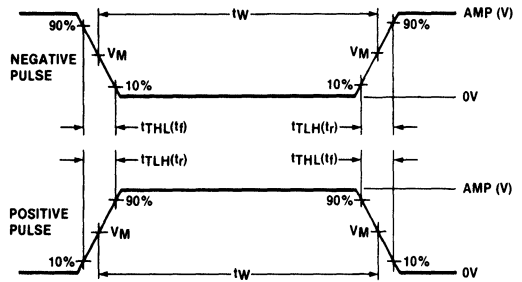 tW AMP (V)
90% 90%
NEGATIVE
PULSE
VM VM
10% 10%
0V
tTHL(tf) tTLH(tr)
tTLH(tr) tTHL(tf)
AMP (V)
90% 90%
POSITIVE
PULSE
VM VM
10% 10%
tW 0V